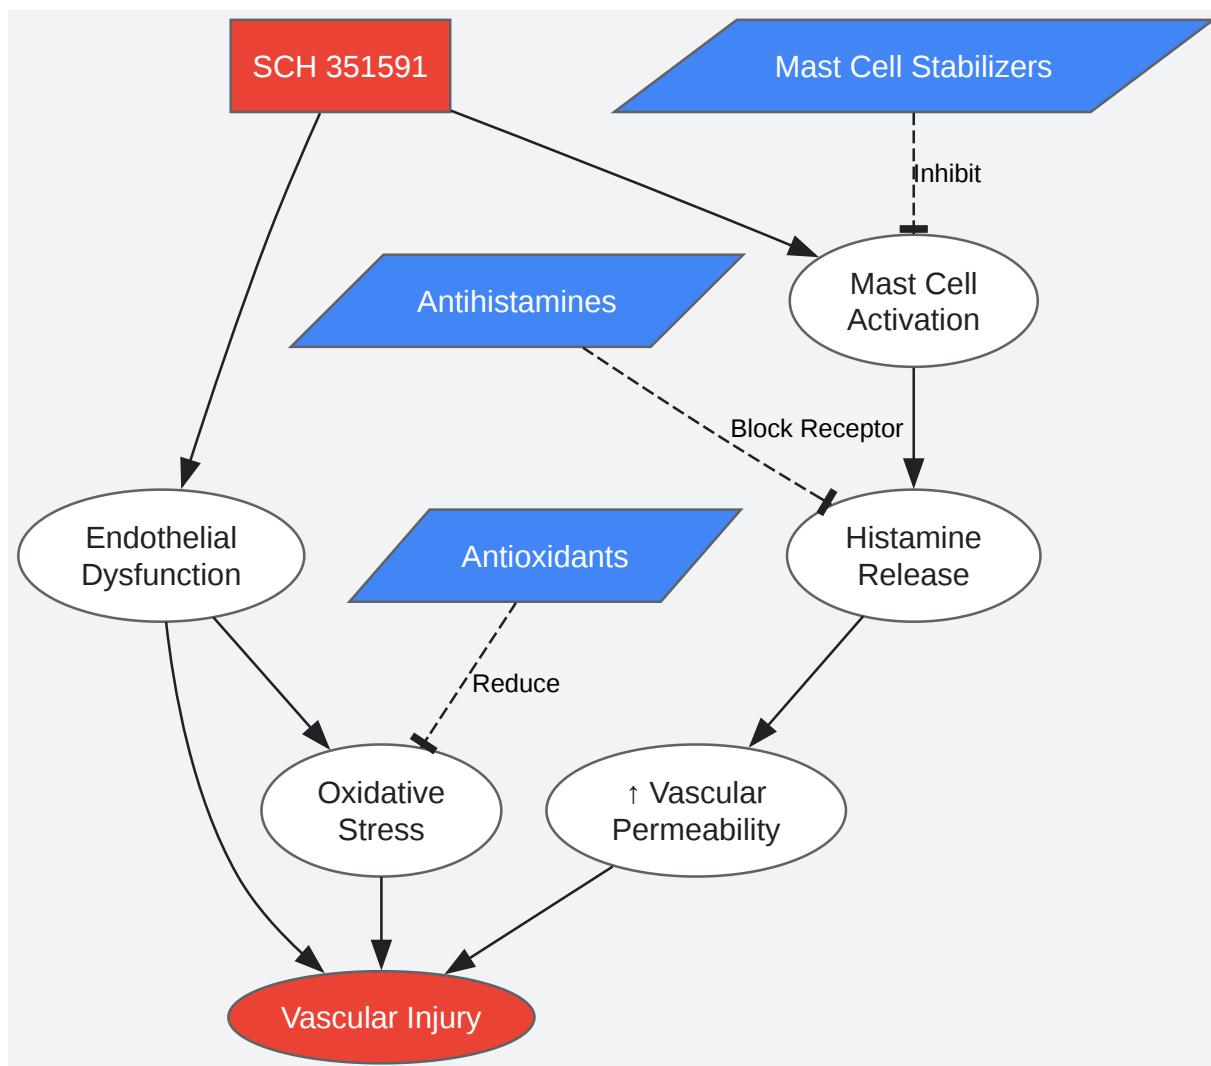 SCH 351591
Mast Cell Stabilizers
Inhibit
Mast Cell
Activation
Antihistamines
Block Receptor
Endothelial
Dysfunction
Antioxidants
Histamine
Release
Reduce
Oxidative
Stress
↑ Vascular
Permeability
Vascular Injury